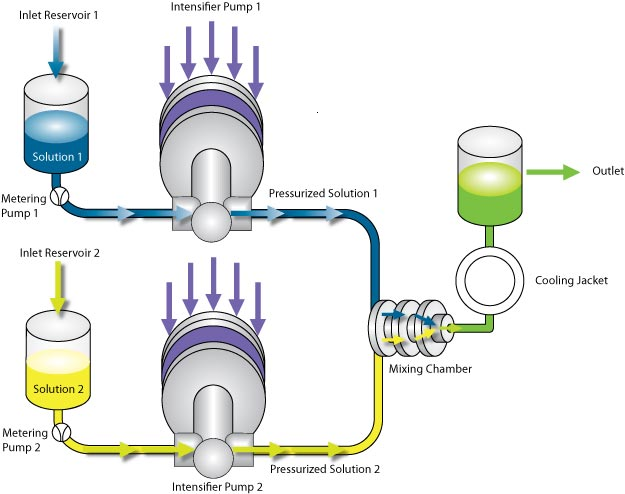 Inlet Reservoir 1
Intensifier Pump 1
Solution 1
Metering
Pump 1
Pressurized Solution 1
Outlet
Inlet Reservoir 2
Cooling Jacket
Mixing Chamber
Solution 2
Metering
Pump 2
Pressurized Solution 2
Intensifier Pump 2